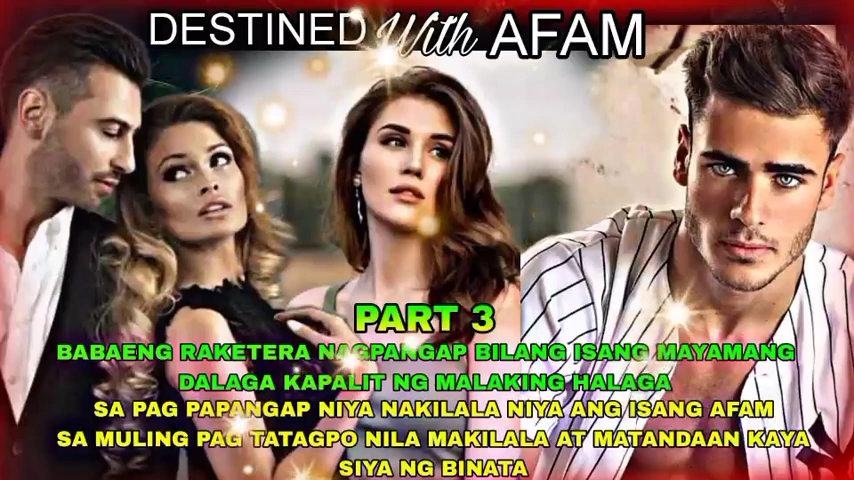 DESTINED With AFAM
PART 3
BABAENG RAKETERA NAGPANGAP BILANG ISANG MAYAMANG
DALAGA KAPALIT NG MALAKING HALAGA
SA PAG PAPANGAP NIYA NAKILALA NIYA ANG ISANG AFAM
SA MULING PAG TATAGPO NILA MAKILALA AT MATANDAAN KAYA
SIYA NG BINATA